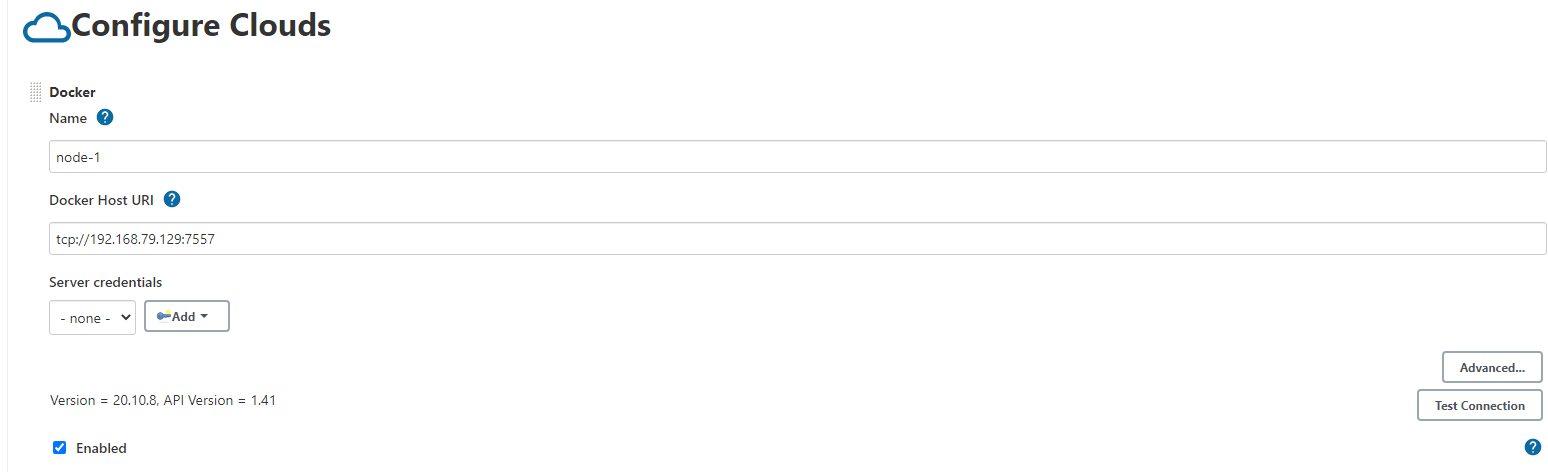 Configure Clouds
Docker
Name ?
node-1
Docker Host URI ?
tcp://192.168.79.129:7557
Server credentials
- none - Add
Advanced...
Version = 20.10.8, API Version = 1.41 Test Connection
Enabled ?